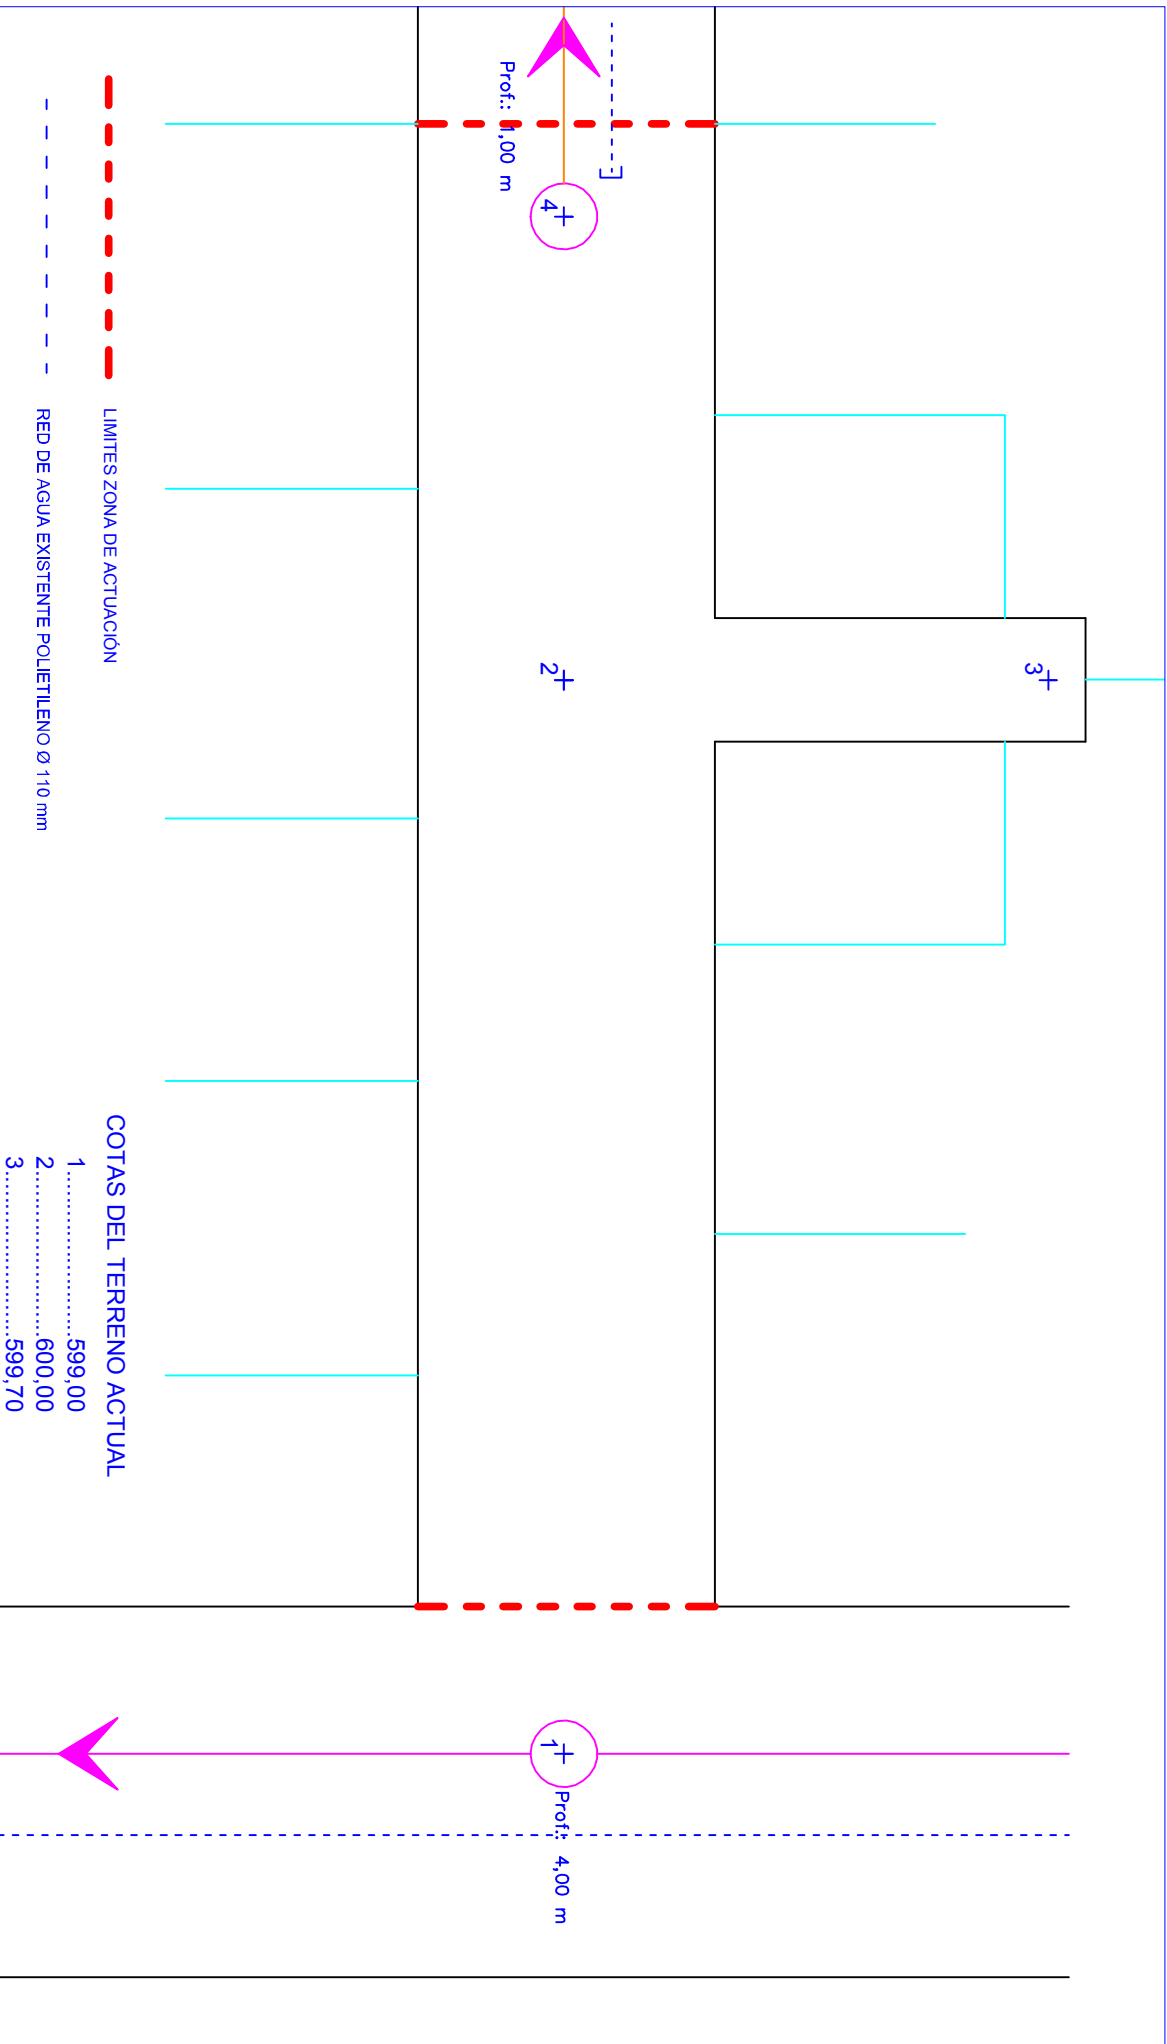 3
4
2
1
Prof.: 1,00 m
Prof.: 4,00 m
LIMITES ZONA DE ACTUACIÓN
RED DE AGUA EXISTENTE POLIETILENO Ø 110 mm
COTAS DEL TERRENO ACTUAL
1..............................599,00
2..............................600,00
3..............................599,70